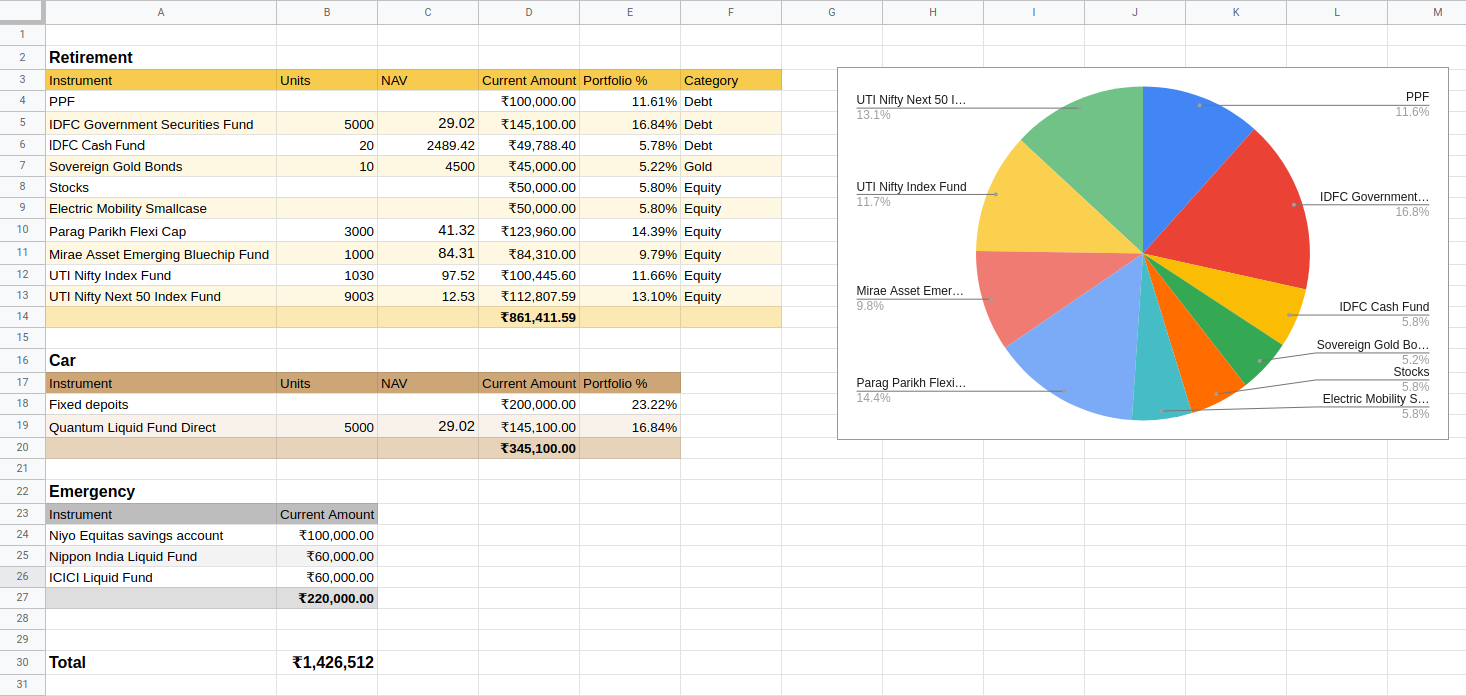 A B C D E F G H I J K L M
1
2 Retirement
3 Instrument Units NAV Current Amount Portfolio % Category
4 PPF ₹100,000.00 11.61% Debt
5 IDFC Government Securities Fund 5000 29.02 ₹145,100.00 16.84% Debt
6 IDFC Cash Fund 20 2489.42 ₹49,788.40 5.78% Debt
7 Sovereign Gold Bonds 10 4500 ₹45,000.00 5.22% Gold
8 Stocks ₹50,000.00 5.80% Equity
9 Electric Mobility Smallcase ₹50,000.00 5.80% Equity
10 Parag Parikh Flexi Cap 3000 41.32 ₹123,960.00 14.39% Equity
11 Mirae Asset Emerging Bluechip Fund 1000 84.31 ₹84,310.00 9.79% Equity
12 UTI Nifty Index Fund 1030 97.52 ₹100,445.60 11.66% Equity
13 UTI Nifty Next 50 Index Fund 9003 12.53 ₹112,807.59 13.10% Equity
14 ₹861,411.59
15
16 Car
17 Instrument Units NAV Current Amount Portfolio %
18 Fixed depoits ₹200,000.00 23.22%
19 Quantum Liquid Fund Direct 5000 29.02 ₹145,100.00 16.84%
20 ₹345,100.00
21
22 Emergency
23 Instrument Current Amount
24 Niyo Equitas savings account ₹100,000.00
25 Nippon India Liquid Fund ₹60,000.00
26 ICICI Liquid Fund ₹60,000.00
27 ₹220,000.00
28
29
30 Total ₹1,426,512
31
UTI Nifty Next 50 I…
13.1%
UTI Nifty Index Fund
11.7%
Mirae Asset Emer…
9.8%
Parag Parikh Flexi…
14.4%
PPF
11.6%
IDFC Government…
16.8%
IDFC Cash Fund
5.8%
Sovereign Gold Bo…
5.2%
Stocks
5.8%
Electric Mobility S…
5.8%